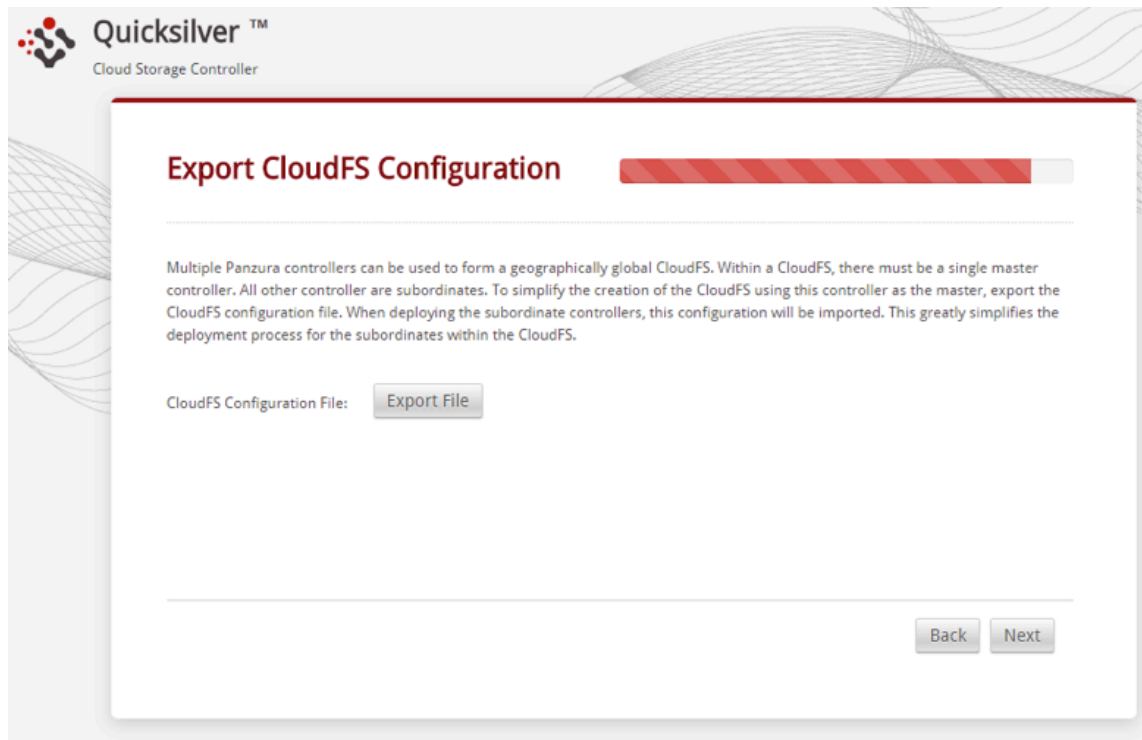 Quicksilver ™
Cloud Storage Controller
Export CloudFS Configuration
Multiple Panzura controllers can be used to form a geographically global CloudFS. Within a CloudFS, there must be a single master
controller. All other controller are subordinates. To simplify the creation of the CloudFS using this controller as the master, export the
CloudFS configuration file. When deploying the subordinate controllers, this configuration will be imported. This greatly simplifies the
deployment process for the subordinates within the CloudFS.
CloudFS Configuration File: Export File
Back Next